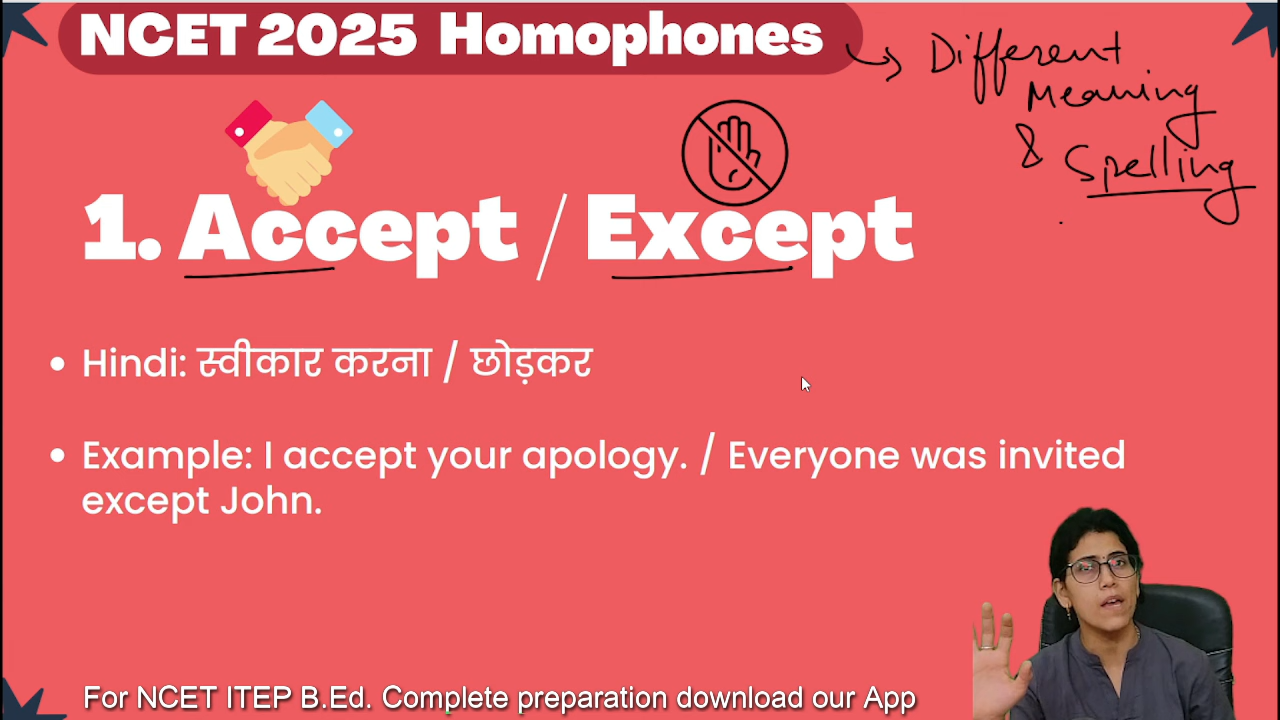 NCET 2025 Homophones
Different
Meaning
& Spelling
1. Accept / Except
• Hindi: स्वीकार करना / छोड़कर
• Example: I accept your apology. / Everyone was invited
except John.
For NCET ITEP B.Ed. Complete preparation download our App